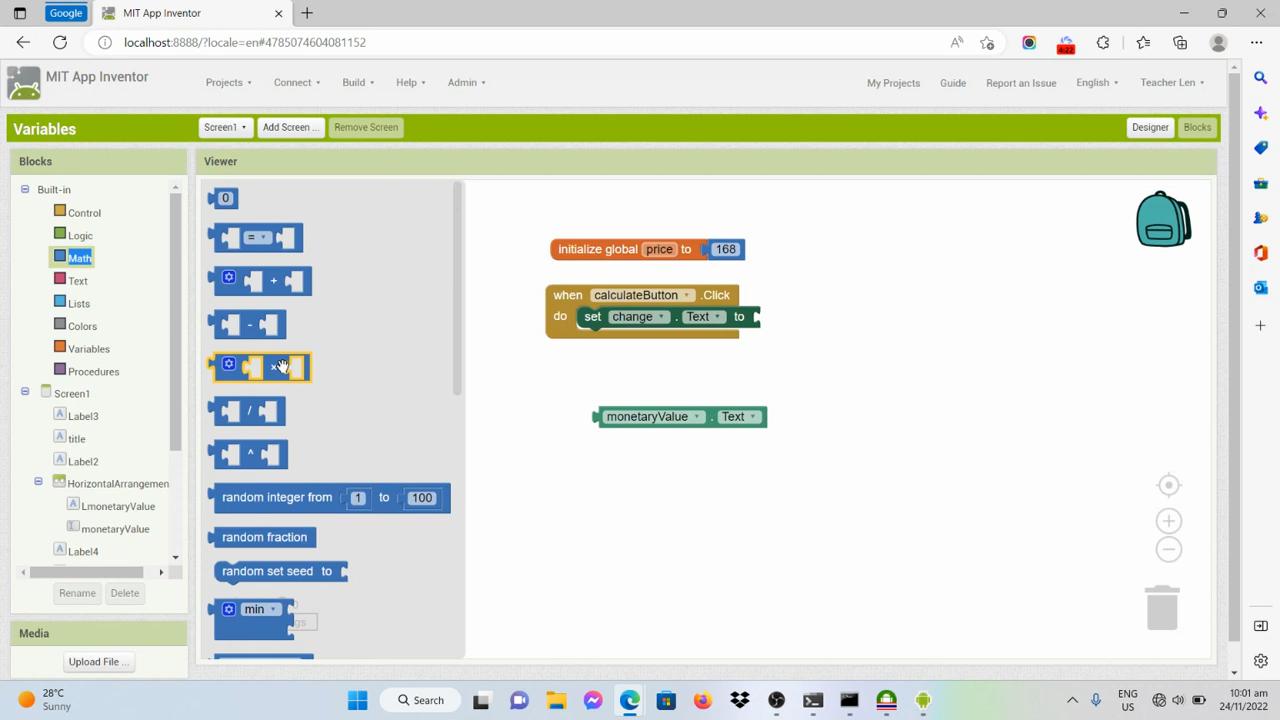 Google
MIT App Inventor
localhost:8888/?locale=en#4785074604081152
4:22
MIT App Inventor
Projects
Connect
Build
Help
Admin
My Projects
Guide
Report an Issue
English
Teacher Len
Variables
Screen1
Add Screen ...
Remove Screen
Designer
Blocks
Blocks
Viewer
Built-in
Control
Logic
Math
Text
Lists
Colors
Variables
Procedures
Screen1
Label3
title
Label2
HorizontalArrangemen
LmonetaryValue
monetaryValue
Label4
Rename
Delete
Media
Upload File ...
0
=
+
-
×
/
^
random integer from 1 to 100
random fraction
random set seed to
min
initialize global price to 168
when calculateButton .Click
do set change . Text to
monetaryValue . Text
28°C
Sunny
Search
ENG
US
10:01 am
24/11/2022